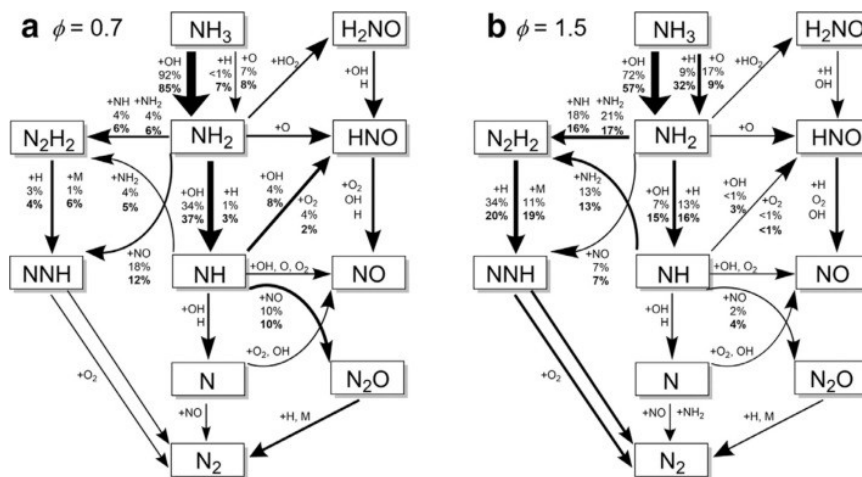 a ϕ = 0.7
NH₃
H₂NO
+OH
92%
85%
+H
<1%
7%
+O
7%
8%
+HO₂
+OH
H
+NH
4%
6%
+NH₂
4%
6%
N₂H₂
NH₂
+O
HNO
+H
3%
4%
+M
1%
6%
+NH₂
4%
5%
+OH
34%
37%
+H
1%
3%
+OH
4%
8%
+O₂
4%
2%
+O₂
OH
H
+NO
18%
12%
NNH
NH
+OH, O, O₂
NO
+OH
H
+NO
10%
10%
+O₂, OH
+O₂
N
N₂O
+NO
+H, M
N₂
b ϕ = 1.5
NH₃
H₂NO
+OH
72%
57%
+H
9%
32%
+O
17%
9%
+HO₂
+H
OH
+NH
18%
16%
+NH₂
21%
17%
N₂H₂
NH₂
+O
HNO
+H
34%
20%
+M
11%
19%
+NH₂
13%
13%
+OH
7%
15%
+H
13%
16%
+OH
<1%
3%
+O₂
<1%
<1%
+H
O₂
OH
+NO
7%
7%
NNH
NH
+OH, O, O₂
NO
+OH
H
+NO
2%
4%
+O₂, OH
+O₂
N
N₂O
+NO
+NH₂
+H, M
N₂